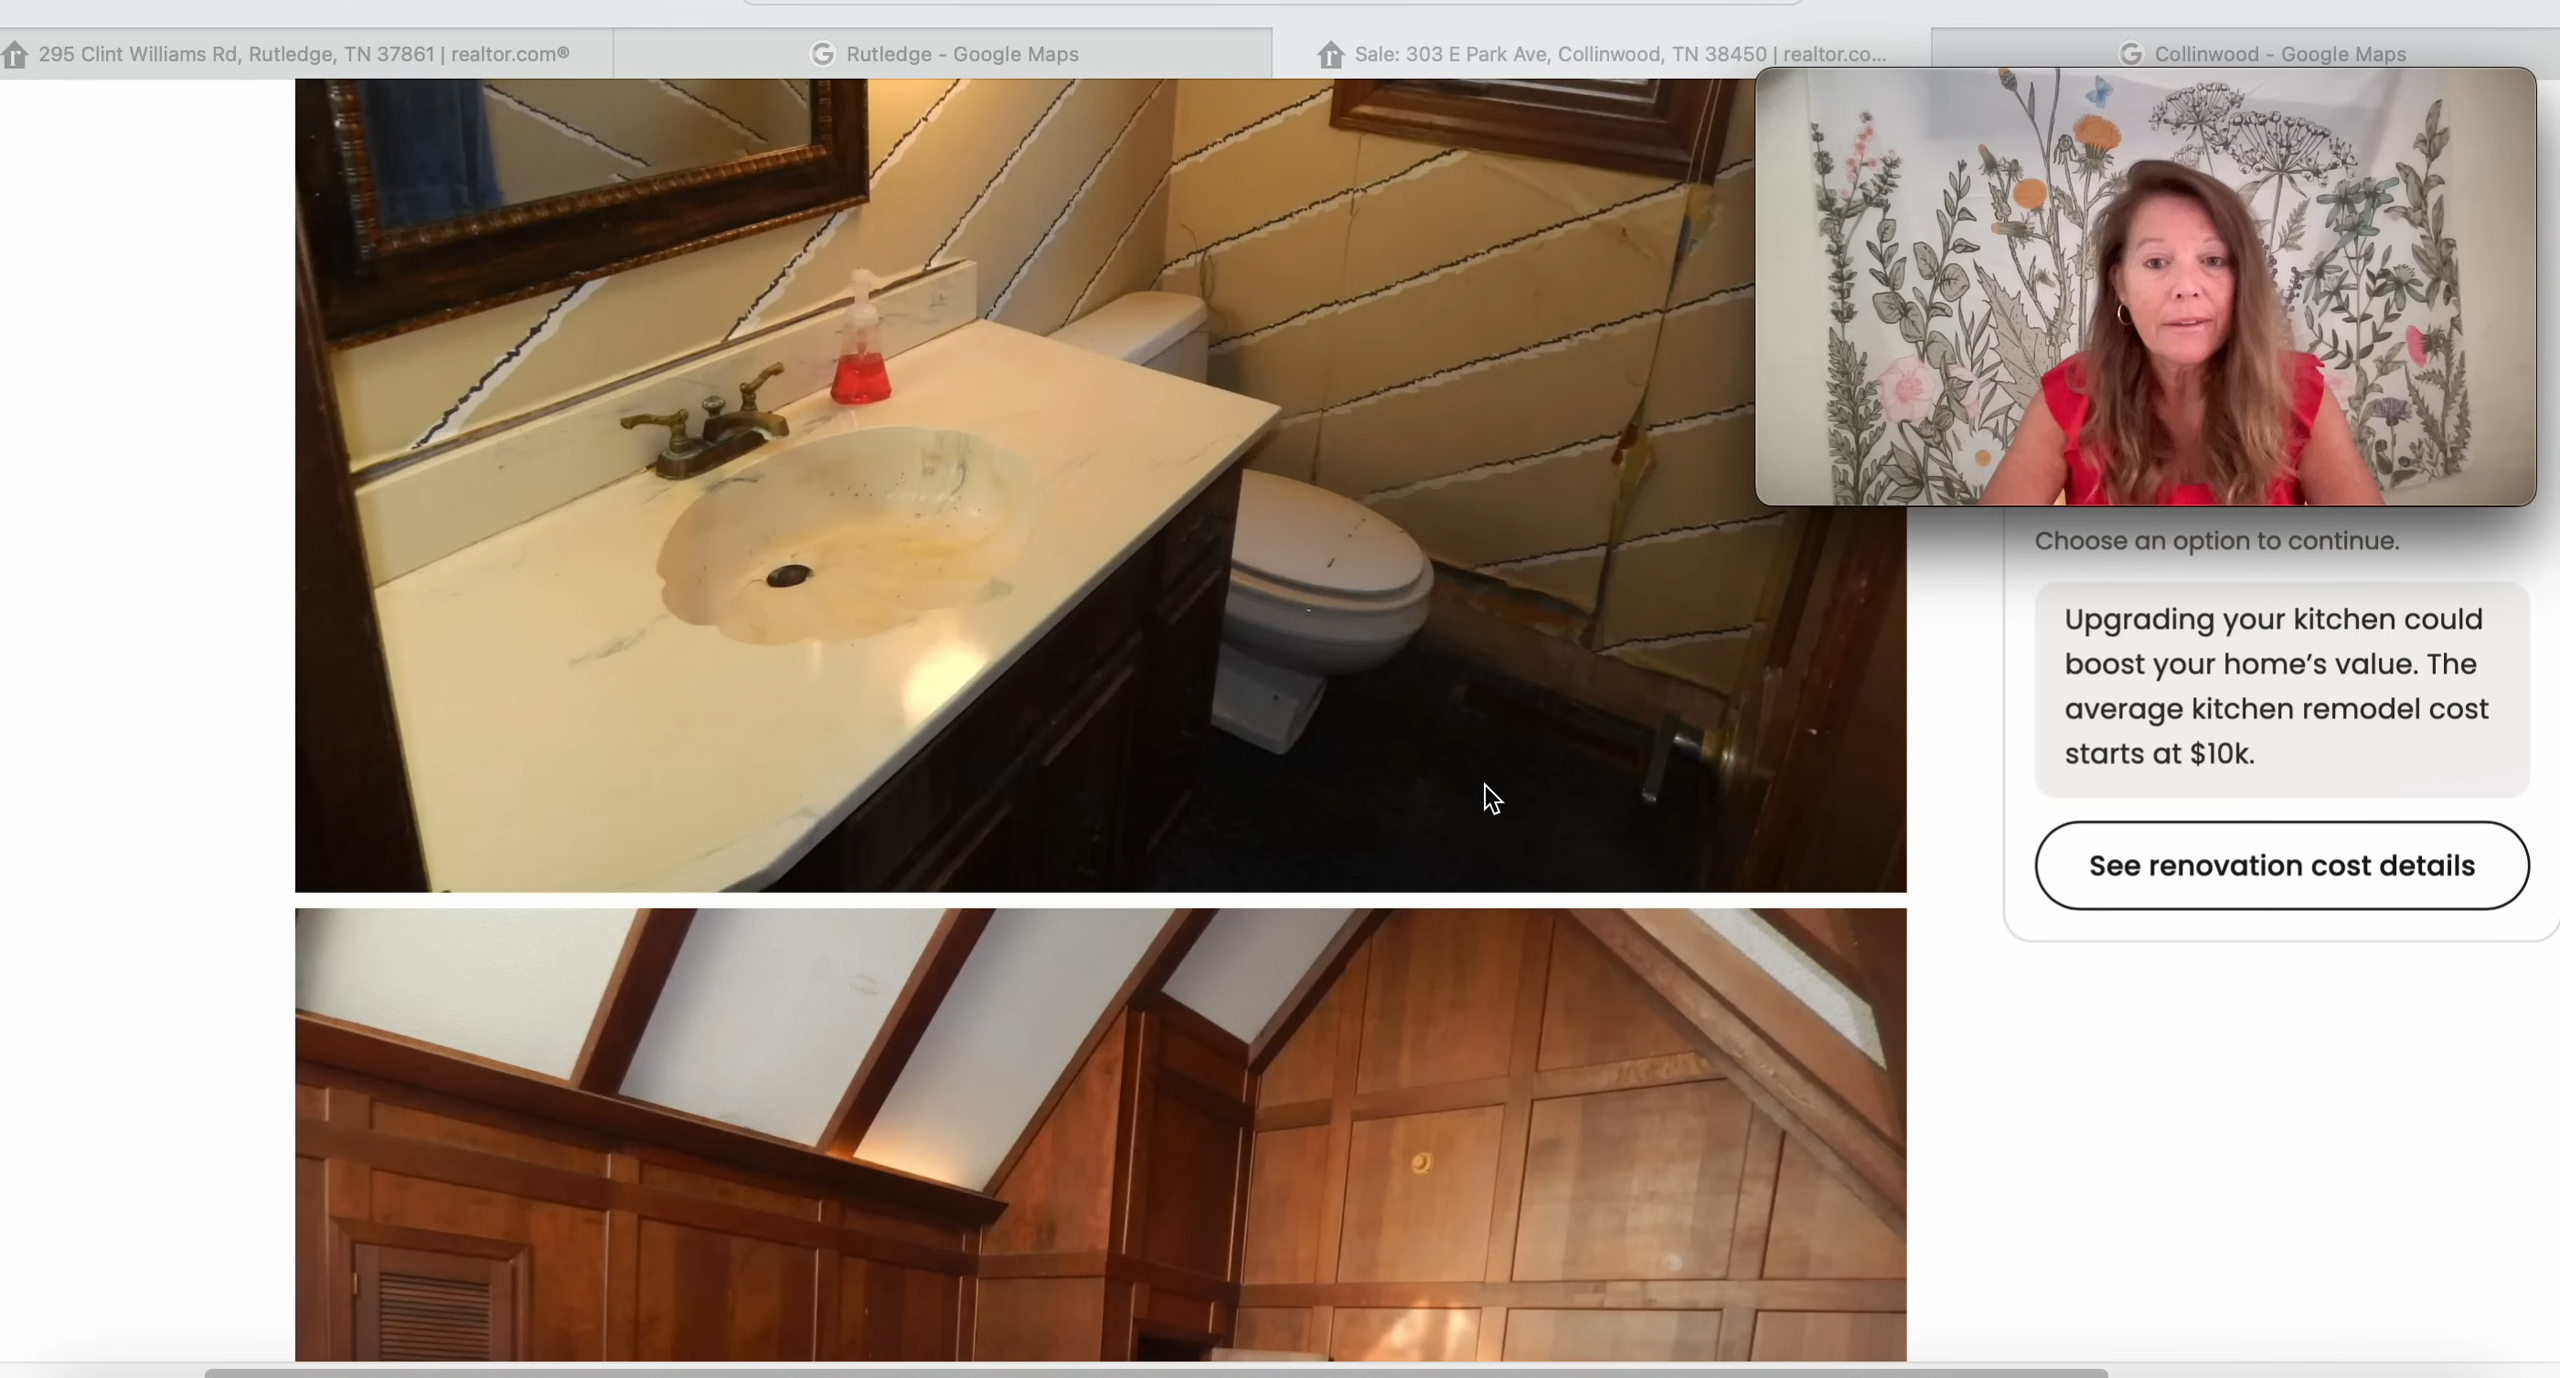 295 Clint Williams Rd, Rutledge, TN 37861 | realtor.com®
Rutledge - Google Maps
Sale: 303 E Park Ave, Collinwood, TN 38450 | realtor.co...
Collinwood - Google Maps
Choose an option to continue.
Upgrading your kitchen could
boost your home's value. The
average kitchen remodel cost
starts at $10k.
See renovation cost details